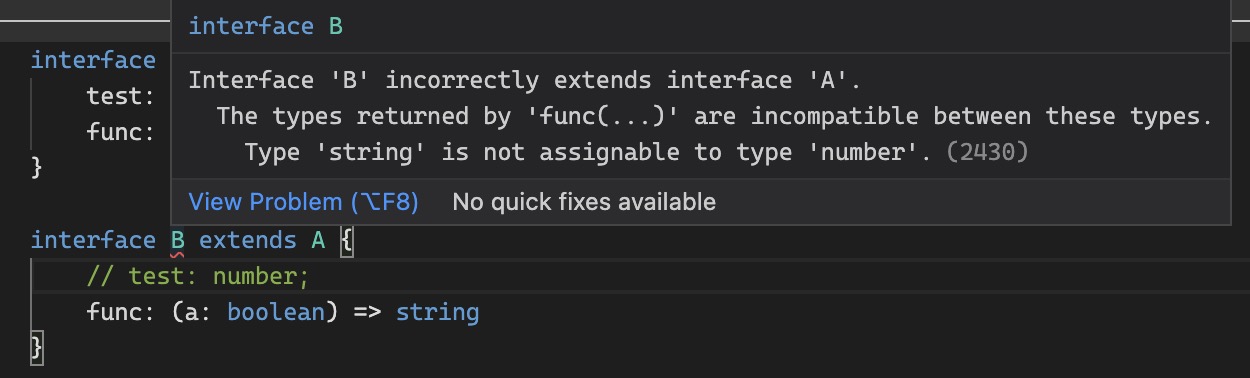 interface B
Interface 'B' incorrectly extends interface 'A'.
The types returned by 'func(...)' are incompatible between these types.
Type 'string' is not assignable to type 'number'. (2430)
View Problem (⌥F8) No quick fixes available
interface
test:
func:
}
interface B extends A {
// test: number;
func: (a: boolean) => string
}